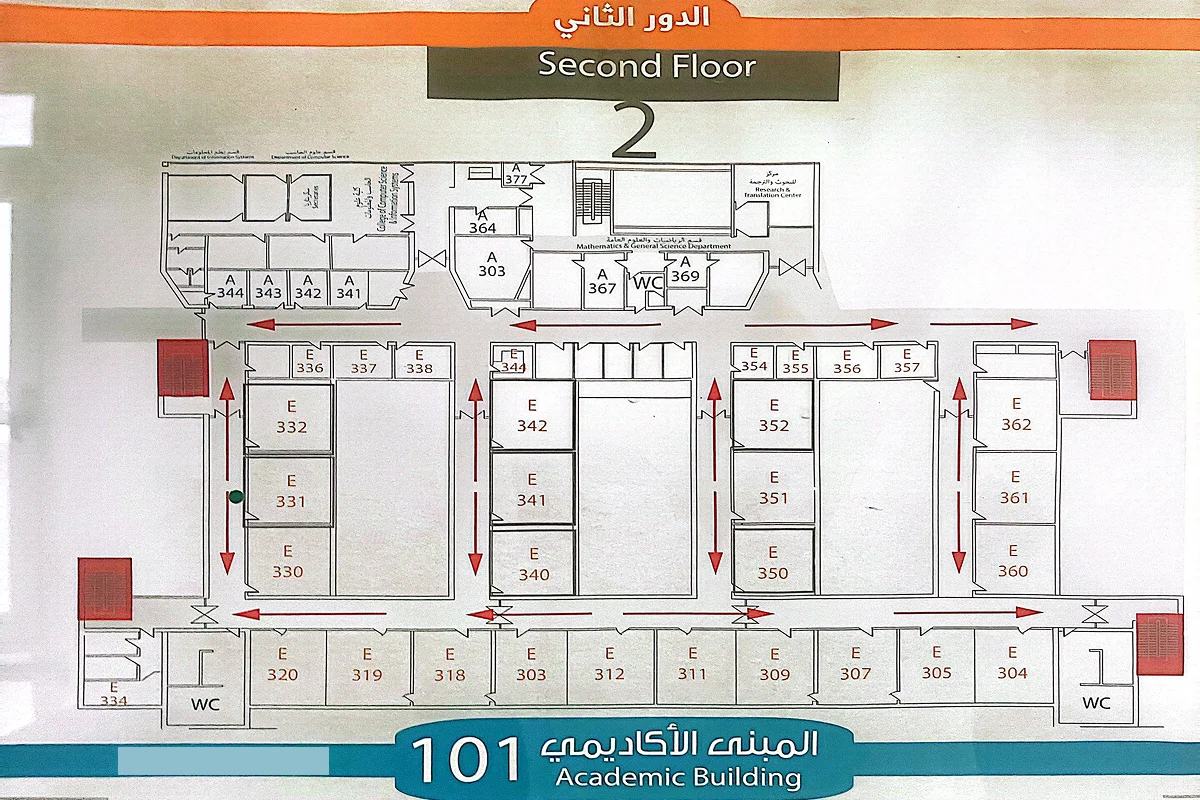 الدور الثاني
Second Floor
2
قسم نظم المعلومات
Department of Information Systems
قسم علوم الحاسب
Department of Computer Science
سكرتارية
Secretaries
كلية علوم
الحاسب والمعلومات
College of Computer Science
& Information Systems
A
377
A
364
A
303
مركز
للبحوث والترجمة
Research &
Translation Center
قسم الرياضيات والعلوم العامة
Mathematics & General Science Department
A
344
A
343
A
342
A
341
A
367
WC
A
369
E
336
E
337
E
338
E
344
E
354
E
355
E
356
E
357
E
332
E
342
E
352
E
362
E
331
E
341
E
351
E
361
E
330
E
340
E
350
E
360
E
334
WC
E
320
E
319
E
318
E
303
E
312
E
311
E
309
E
307
E
305
E
304
WC
101
المبنى الأكاديمي
Academic Building